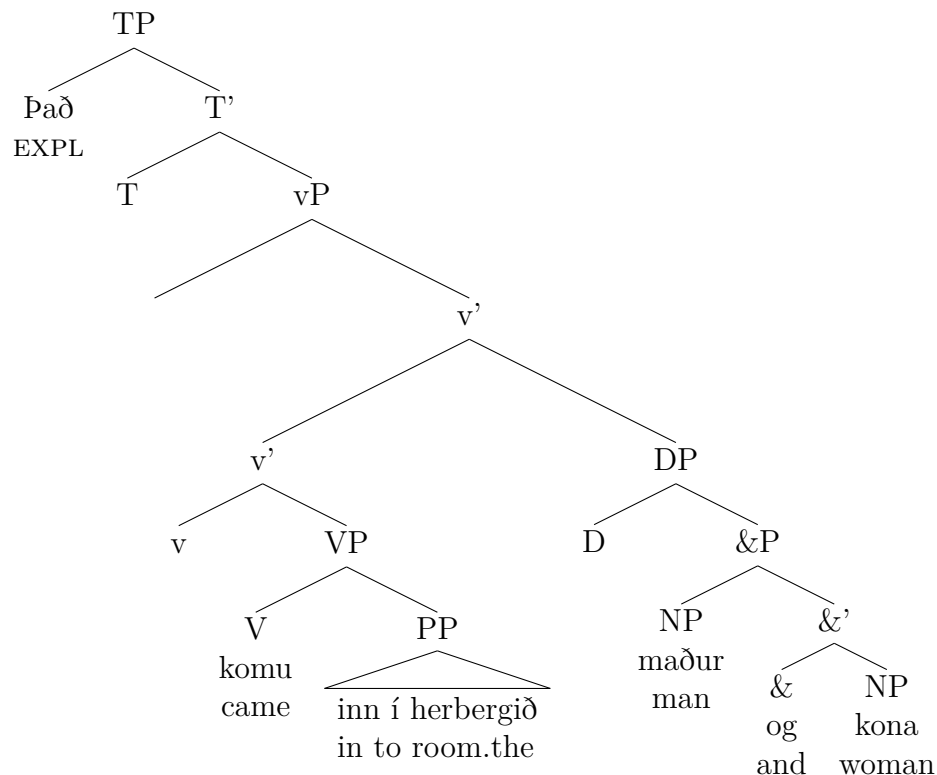 TP
Það T'
EXPL
T vP
v'
v' DP
v VP D &P
V PP NP &'
komu maður
came man
inn í herbergið
in to room.the
& NP
og kona
and woman